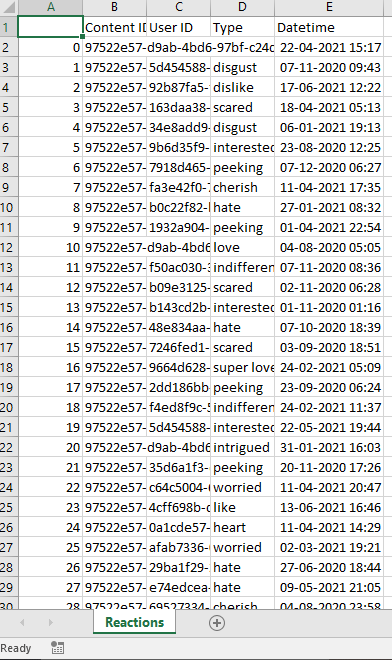 A B C D E
1 Content ID User ID Type Datetime
2 0 97522e57-d9ab-4bd6-97bf-c24c 22-04-2021 15:17
3 1 97522e57- 5d454588- disgust 07-11-2020 09:43
4 2 97522e57- 92b87fa5- dislike 17-06-2021 12:22
5 3 97522e57- 163daa38- scared 18-04-2021 05:13
6 4 97522e57- 34e8add9- disgust 06-01-2021 19:13
7 5 97522e57- 9b6d35f9- interested 23-08-2020 12:25
8 6 97522e57- 7918d465- peeking 07-12-2020 06:27
9 7 97522e57- fa3e42f0- cherish 11-04-2021 17:35
10 8 97522e57- b0c22f82- hate 27-01-2021 08:32
11 9 97522e57- 1932a904- peeking 01-04-2021 22:54
12 10 97522e57-d9ab-4bd6 love 04-08-2020 05:05
13 11 97522e57- f50ac030- indifferen 07-11-2020 08:36
14 12 97522e57- b09e3125- scared 02-11-2020 06:28
15 13 97522e57- b143cd2b- interested 01-11-2020 01:16
16 14 97522e57- 48e834aa- hate 07-10-2020 18:39
17 15 97522e57- 7246fed1- scared 03-09-2020 18:51
18 16 97522e57- 9664d628- super love 24-02-2021 05:09
19 17 97522e57- 2dd186bb peeking 23-09-2020 06:24
20 18 97522e57- f4ed8f9c- indifferen 24-02-2021 11:37
21 19 97522e57- 5d454588- interested 22-05-2021 19:44
22 20 97522e57-d9ab-4bd6 intrigued 31-01-2021 16:03
23 21 97522e57- 35d6a1f3- peeking 20-11-2020 17:26
24 22 97522e57- c64c5004- worried 11-04-2021 20:47
25 23 97522e57- 4cff698b- like 13-06-2021 16:46
26 24 97522e57- 0a1cde57- heart 11-04-2021 14:29
27 25 97522e57- afab7336- worried 02-03-2021 19:21
28 26 97522e57- 29ba1f29- hate 27-06-2020 18:44
29 27 97522e57- e74edcea- hate 09-05-2021 21:05
30 28 97522e57- 69527334- cherish 04-08-2020 23:58
Reactions
Ready